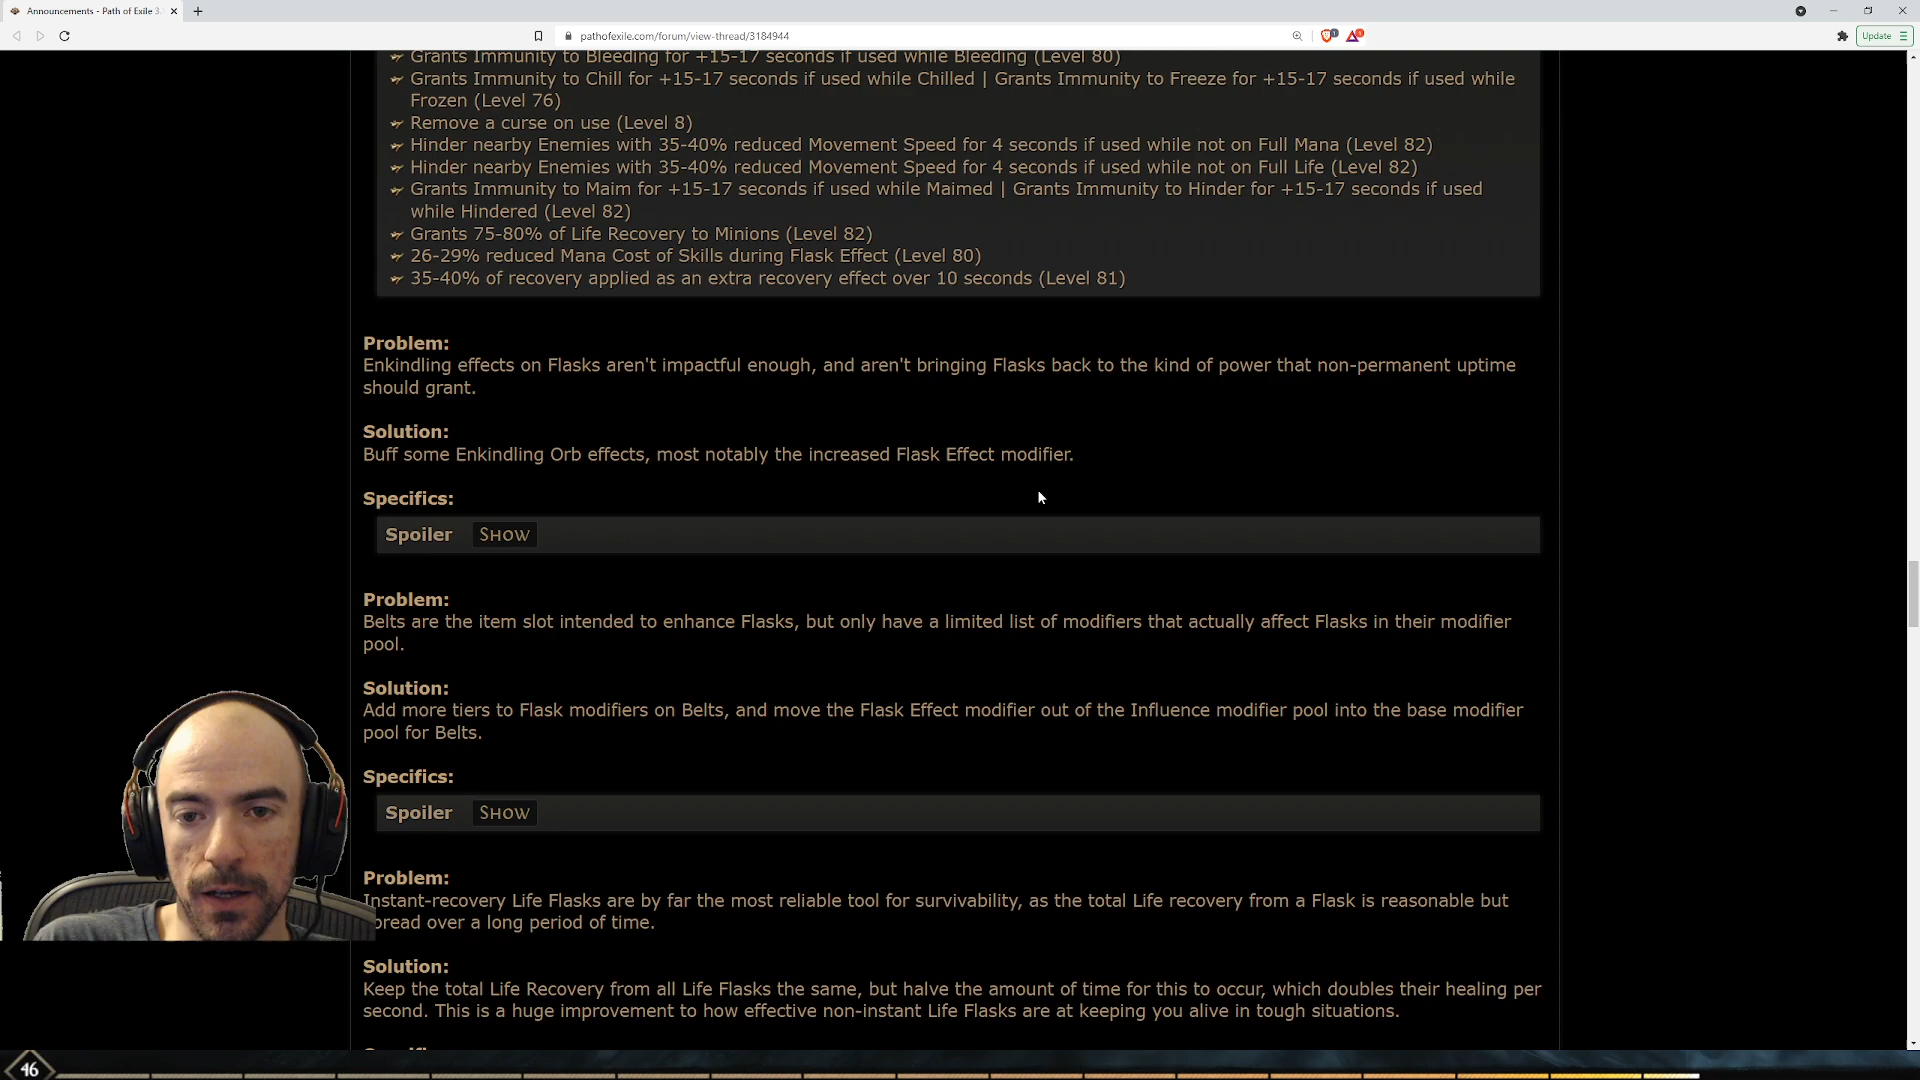 Announcements - Path of Exile 3.
pathofexile.com/forum/view-thread/3184944
Update
Grants Immunity to Bleeding for +15-17 seconds if used while Bleeding (Level 80)
Grants Immunity to Chill for +15-17 seconds if used while Chilled | Grants Immunity to Freeze for +15-17 seconds if used while
Frozen (Level 76)
Remove a curse on use (Level 8)
Hinder nearby Enemies with 35-40% reduced Movement Speed for 4 seconds if used while not on Full Mana (Level 82)
Hinder nearby Enemies with 35-40% reduced Movement Speed for 4 seconds if used while not on Full Life (Level 82)
Grants Immunity to Maim for +15-17 seconds if used while Maimed | Grants Immunity to Hinder for +15-17 seconds if used
while Hindered (Level 82)
Grants 75-80% of Life Recovery to Minions (Level 82)
26-29% reduced Mana Cost of Skills during Flask Effect (Level 80)
35-40% of recovery applied as an extra recovery effect over 10 seconds (Level 81)
Problem:
Enkindling effects on Flasks aren't impactful enough, and aren't bringing Flasks back to the kind of power that non-permanent uptime
should grant.
Solution:
Buff some Enkindling Orb effects, most notably the increased Flask Effect modifier.
Specifics:
Spoiler SHOW
Problem:
Belts are the item slot intended to enhance Flasks, but only have a limited list of modifiers that actually affect Flasks in their modifier
pool.
Solution:
Add more tiers to Flask modifiers on Belts, and move the Flask Effect modifier out of the Influence modifier pool into the base modifier
pool for Belts.
Specifics:
Spoiler SHOW
Problem:
Instant-recovery Life Flasks are by far the most reliable tool for survivability, as the total Life recovery from a Flask is reasonable but
pread over a long period of time.
Solution:
Keep the total Life Recovery from all Life Flasks the same, but halve the amount of time for this to occur, which doubles their healing per
second. This is a huge improvement to how effective non-instant Life Flasks are at keeping you alive in tough situations.
46